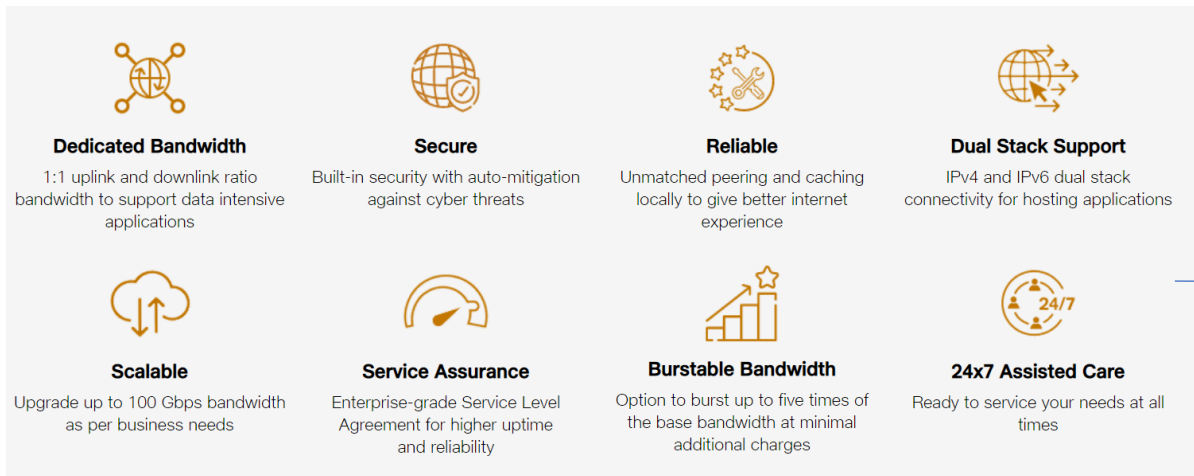 Dedicated Bandwidth
1:1 uplink and downlink ratio
bandwidth to support data intensive
applications
Secure
Built-in security with auto-mitigation
against cyber threats
Reliable
Unmatched peering and caching
locally to give better internet
experience
Dual Stack Support
IPv4 and IPv6 dual stack
connectivity for hosting applications
Scalable
Upgrade up to 100 Gbps bandwidth
as per business needs
Service Assurance
Enterprise-grade Service Level
Agreement for higher uptime
and reliability
Burstable Bandwidth
Option to burst up to five times of
the base bandwidth at minimal
additional charges
24/7
24x7 Assisted Care
Ready to service your needs at all
times